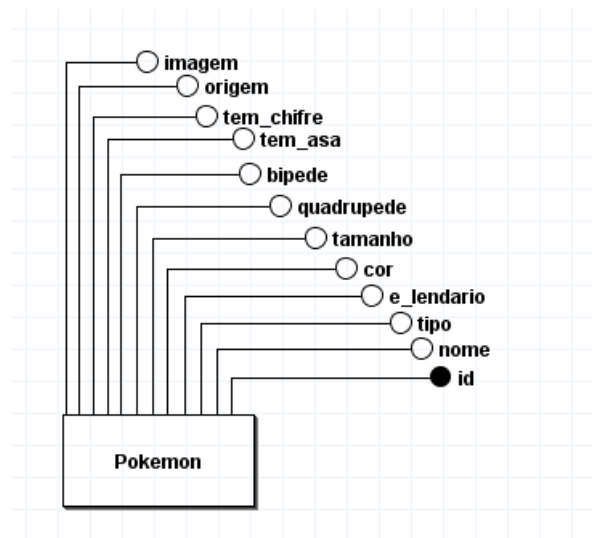 imagem
origem
tem_chifre
tem_asa
bipede
quadrupede
tamanho
cor
e_lendario
tipo
nome
id
Pokemon